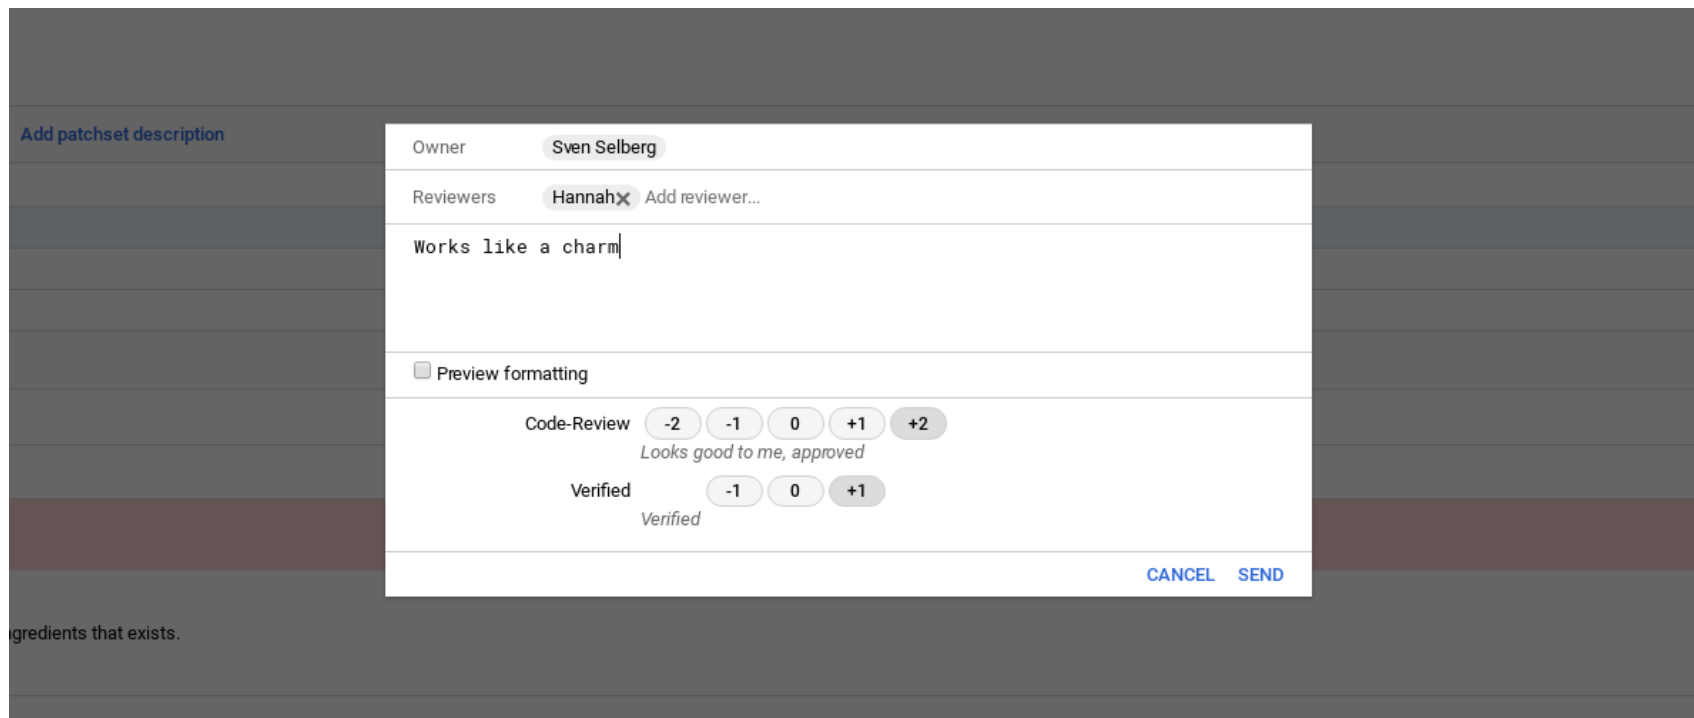 Add patchset description
Owner Sven Selberg
Reviewers Hannah Add reviewer...
Works like a charm
Preview formatting
Code-Review -2 -1 0 +1 +2
Looks good to me, approved
Verified -1 0 +1
Verified
CANCEL SEND
that exists.